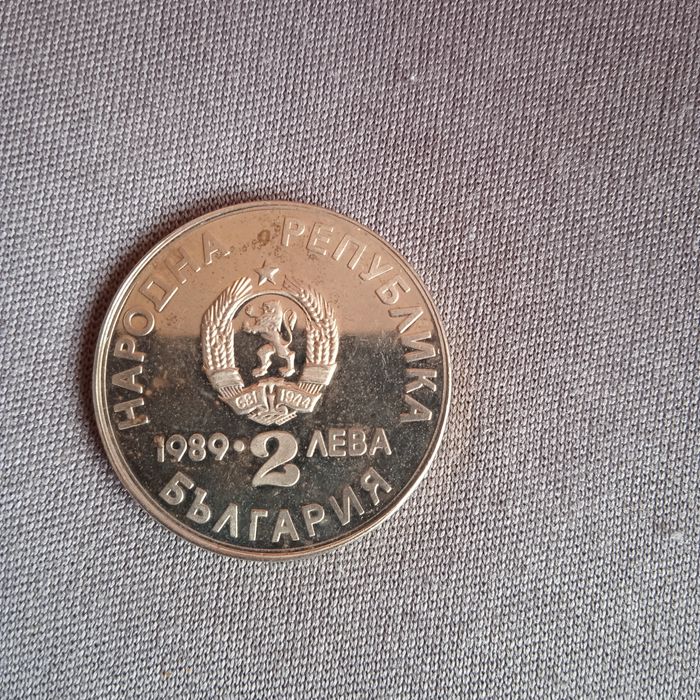 НАРОДНА РЕПУБЛИКА
681 1944
1989 • 2 ЛЕВА
БЪЛГАРИЯ